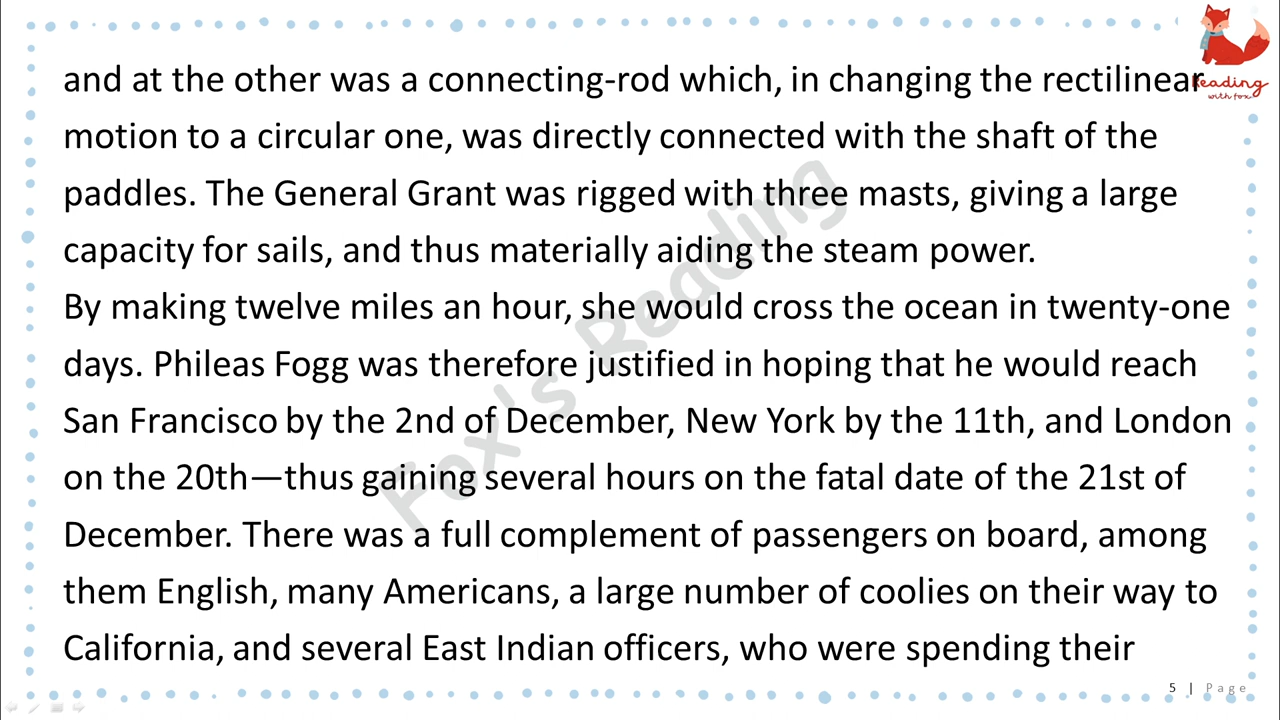 and at the other was a connecting-rod which, in changing the rectilinear
Reading
with fox
motion to a circular one, was directly connected with the shaft of the
paddles. The General Grant was rigged with three masts, giving a large
capacity for sails, and thus materially aiding the steam power.
By making twelve miles an hour, she would cross the ocean in twenty-one
days. Phileas Fogg was therefore justified in hoping that he would reach
San Francisco by the 2nd of December, New York by the 11th, and London
on the 20th—thus gaining several hours on the fatal date of the 21st of
December. There was a full complement of passengers on board, among
them English, many Americans, a large number of coolies on their way to
California, and several East Indian officers, who were spending their
Fox's Reading
5 | Page